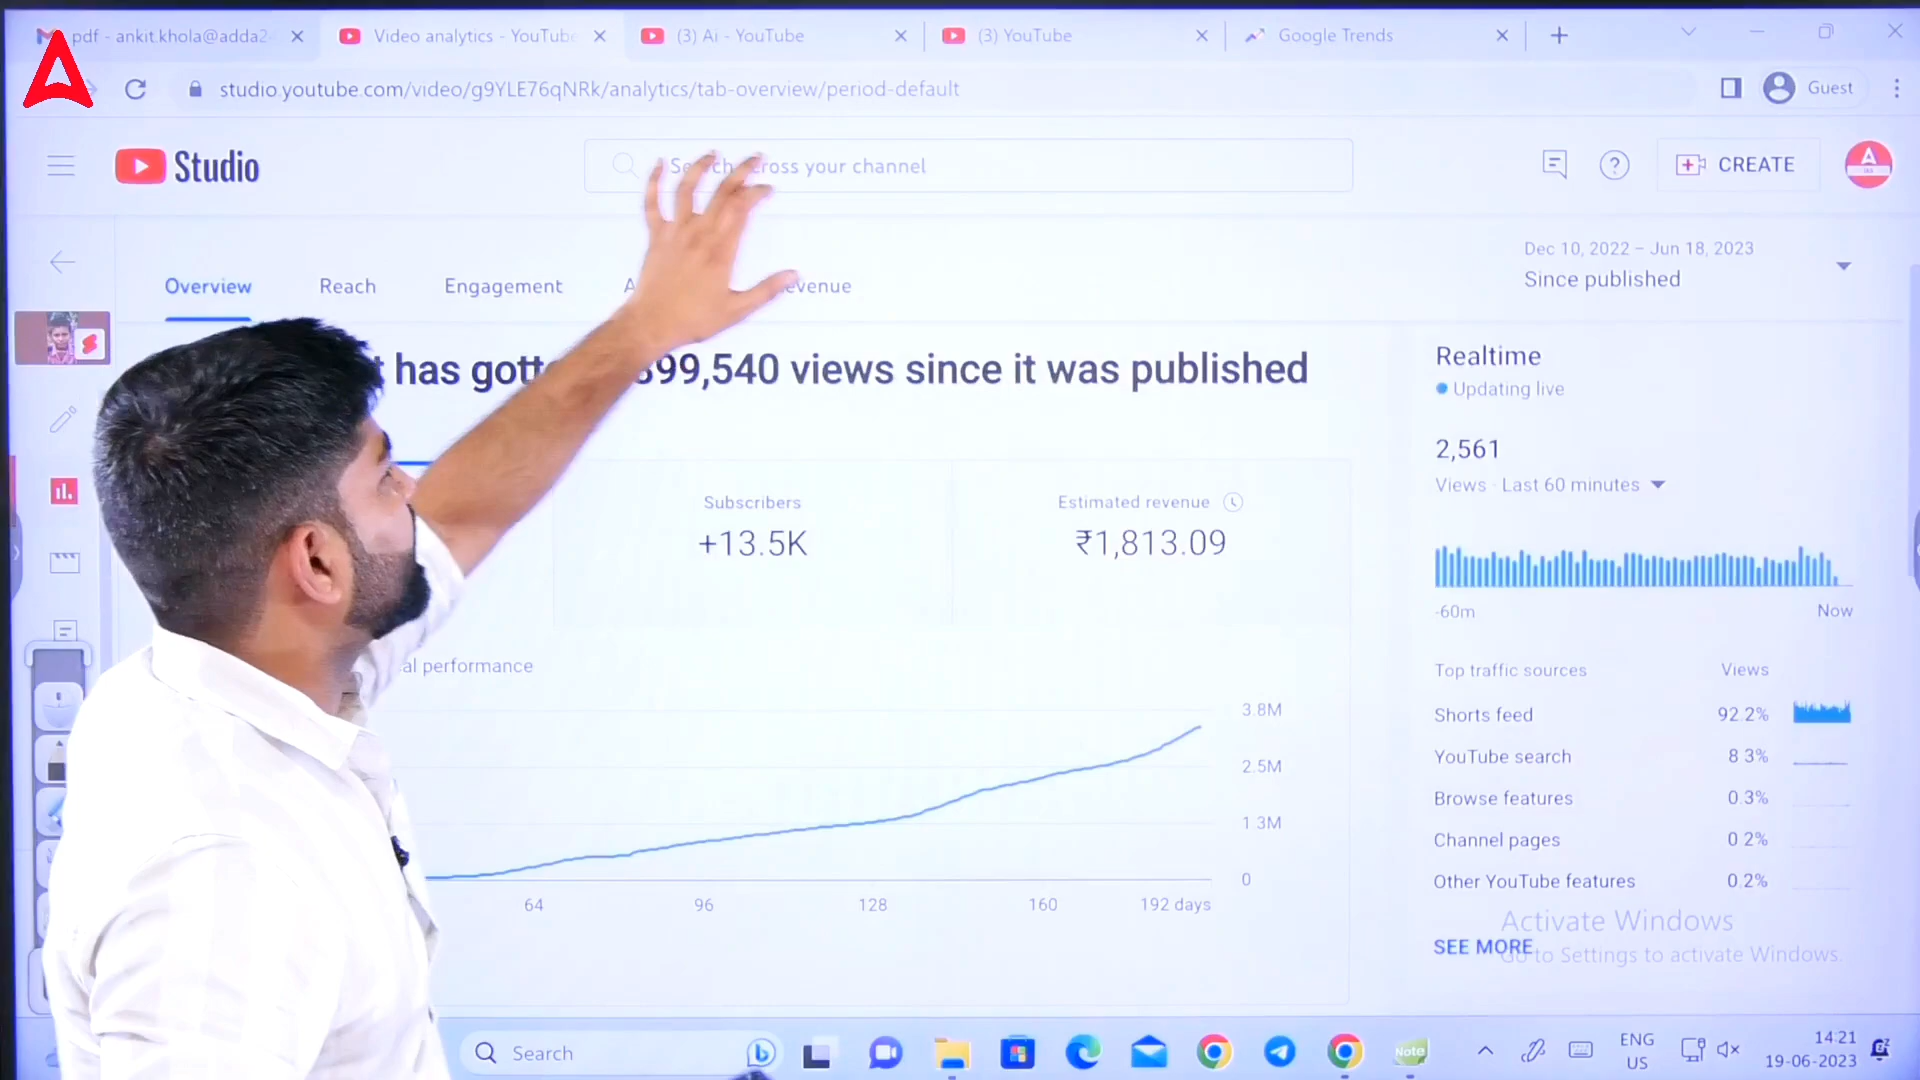 pdf - ankit.khola@adda2
Video analytics - YouTube
(3) Ai - YouTube
(3) YouTube
Google Trends
studio.youtube.com/video/g9YLE76qNRk/analytics/tab-overview/period-default
Guest
Studio
Search across your channel
CREATE
Dec 10, 2022 – Jun 18, 2023
Since published
Overview
Reach
Engagement
has gott 899,540 views since it was published
Realtime
Updating live
2,561
Views · Last 60 minutes
Subscribers
+13.5K
Estimated revenue
₹1,813.09
-60m
Now
al performance
Top traffic sources
Views
Shorts feed
92.2%
YouTube search
8 3%
Browse features
0.3%
Channel pages
0 2%
Other YouTube features
0.2%
SEE MORE
3.8M
2.5M
1 3M
0
64
96
128
160
192 days
Activate Windows
Go to Settings to activate Windows.
Search
Note
ENG
US
14:21
19-06-2023